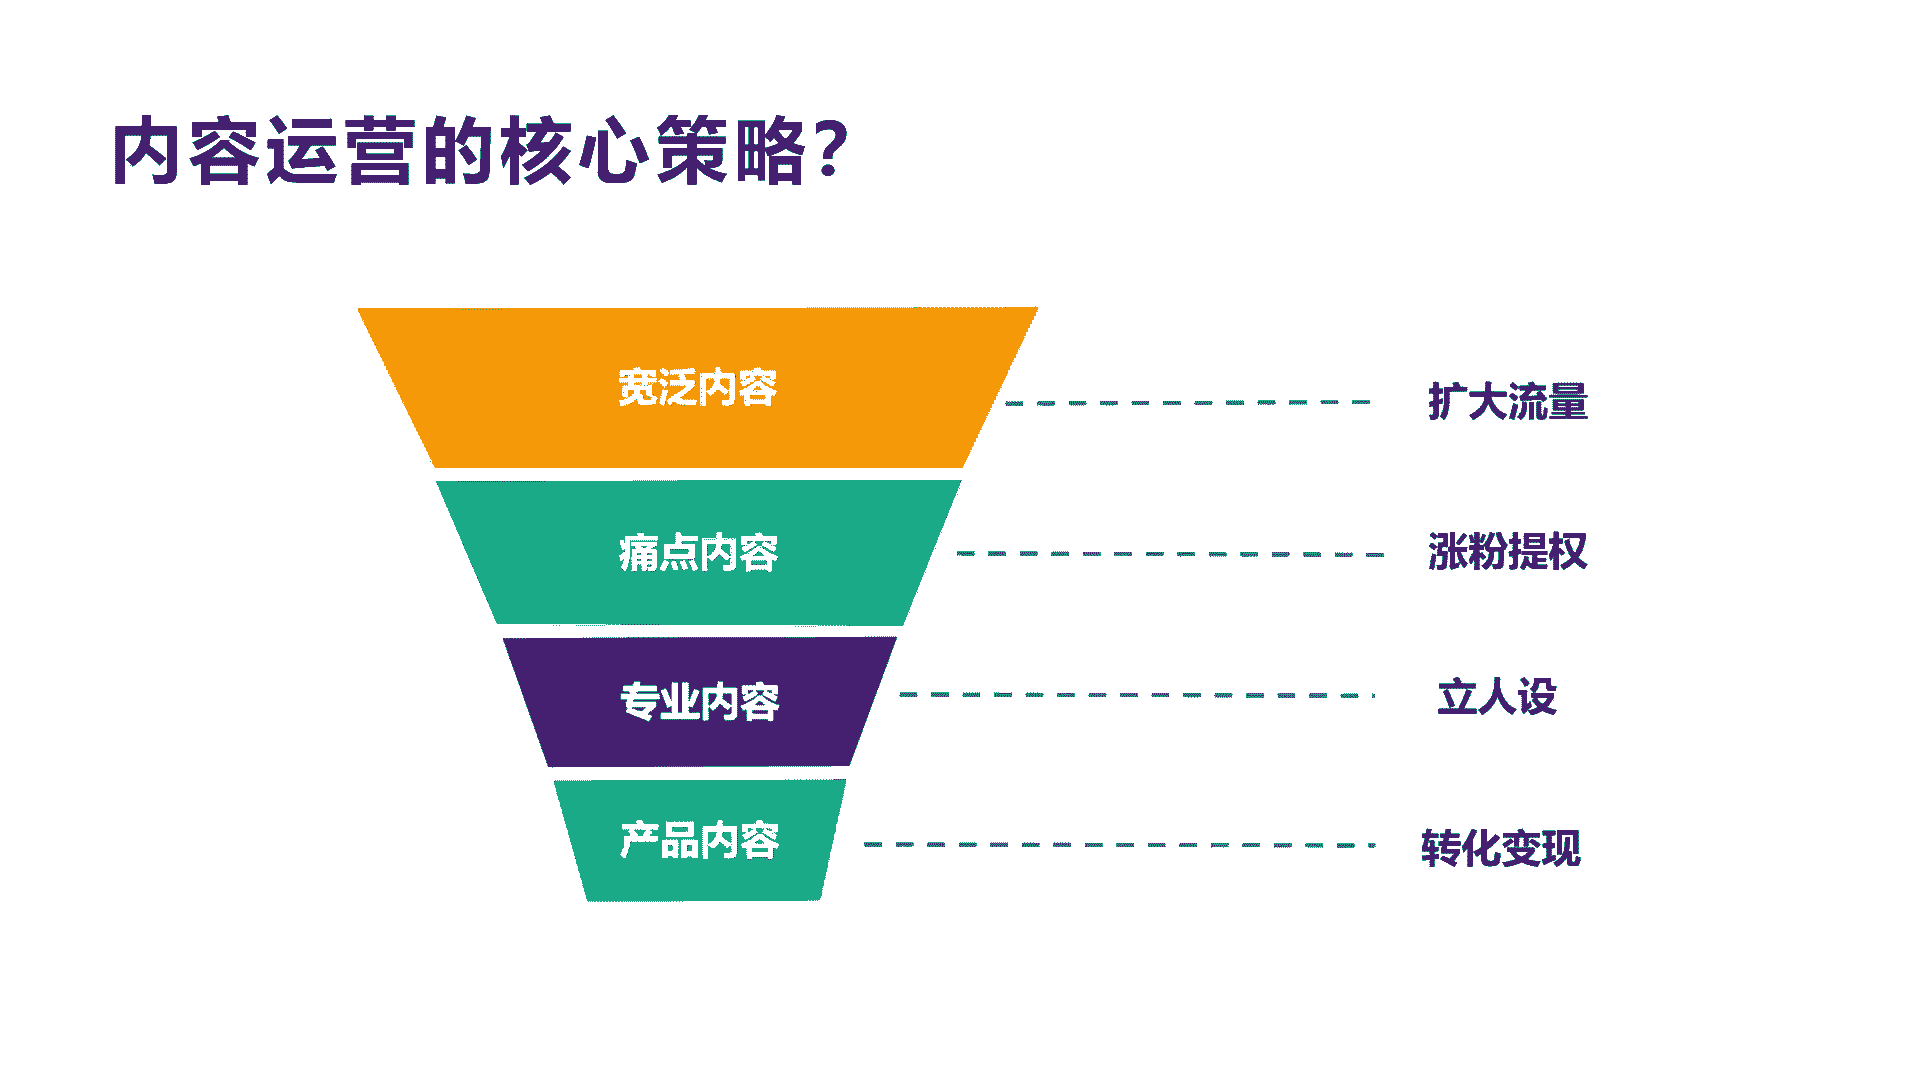 内容运营的核心策略?
宽泛内容
扩大流量
痛点内容
涨粉提权
专业内容
立人设
产品内容
转化变现